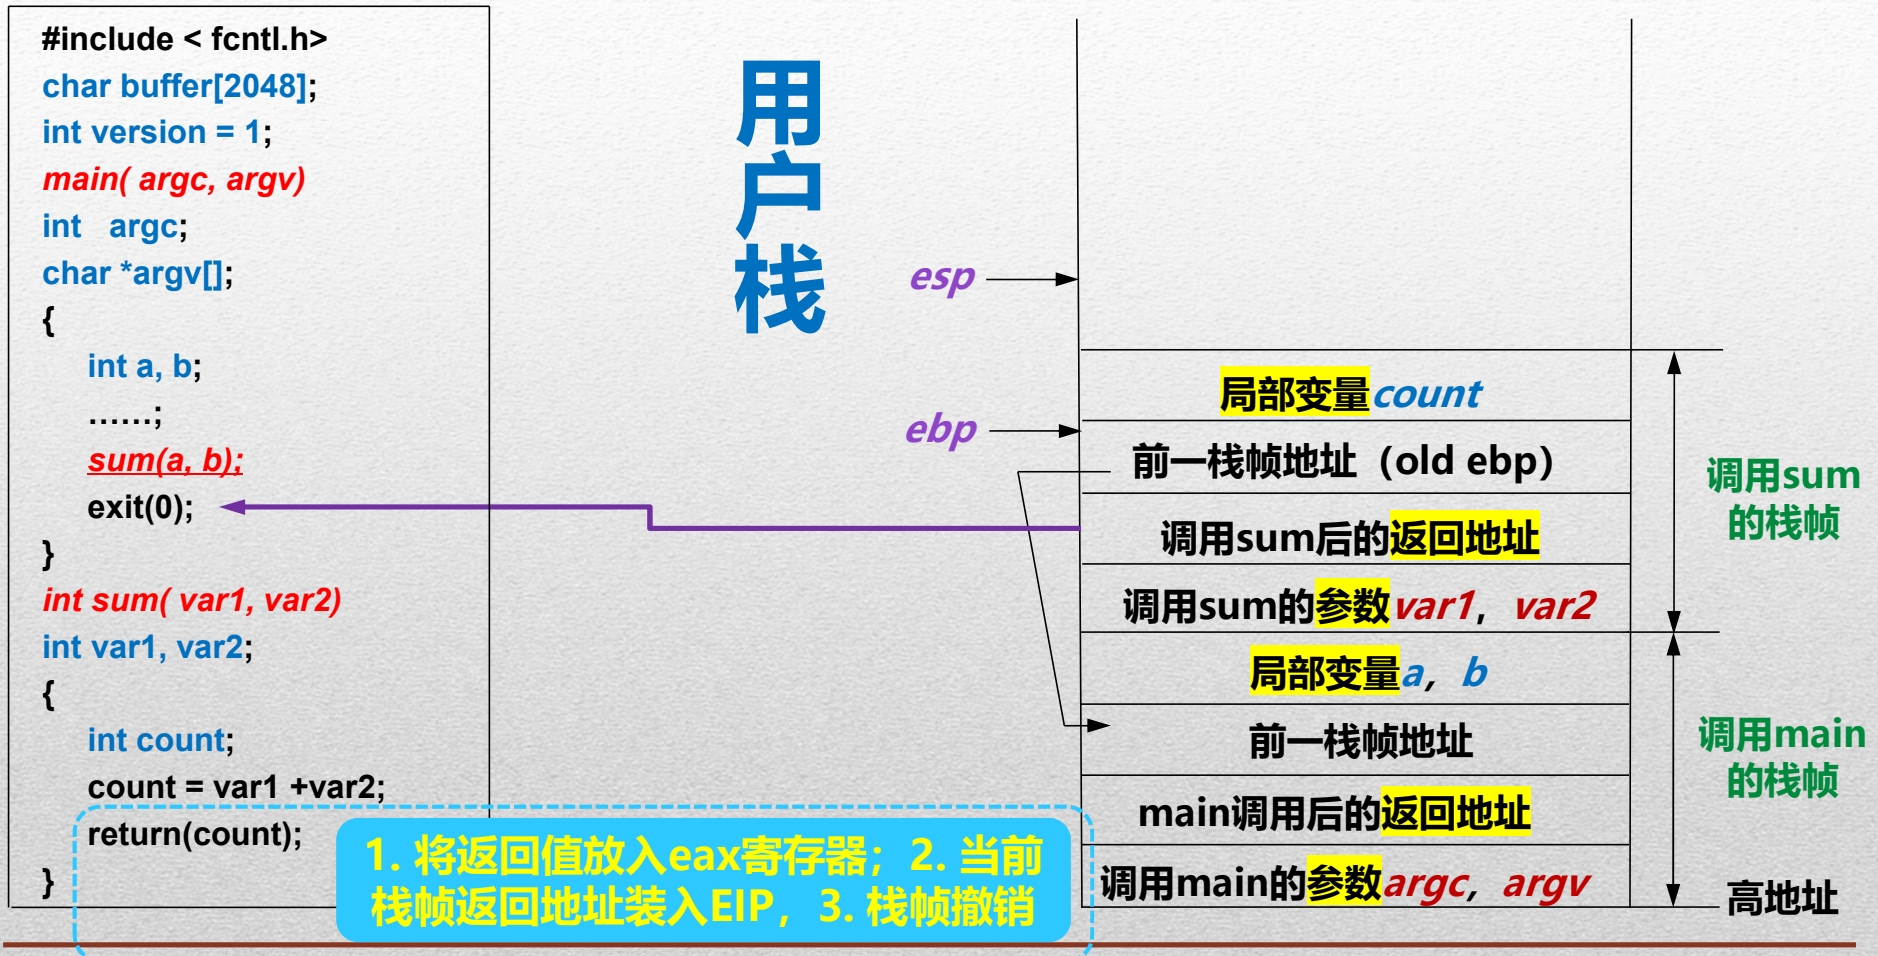 #include < fcntl.h>
char buffer[2048];
int version = 1;
main( argc, argv)
int argc;
char *argv[];
{
int a, b;
……;
sum(a, b);
exit(0);
}
int sum( var1, var2)
int var1, var2;
{
int count;
count = var1 +var2;
return(count);
}
1. 将返回值放入eax寄存器；2. 当前
栈帧返回地址装入EIP，3. 栈帧撤销
用
户
栈
esp
ebp
局部变量count
前一栈帧地址（old ebp）
调用sum后的返回地址
调用sum的参数var1，var2
局部变量a，b
前一栈帧地址
main调用后的返回地址
调用main的参数argc，argv
调用sum
的栈帧
调用main
的栈帧
高地址